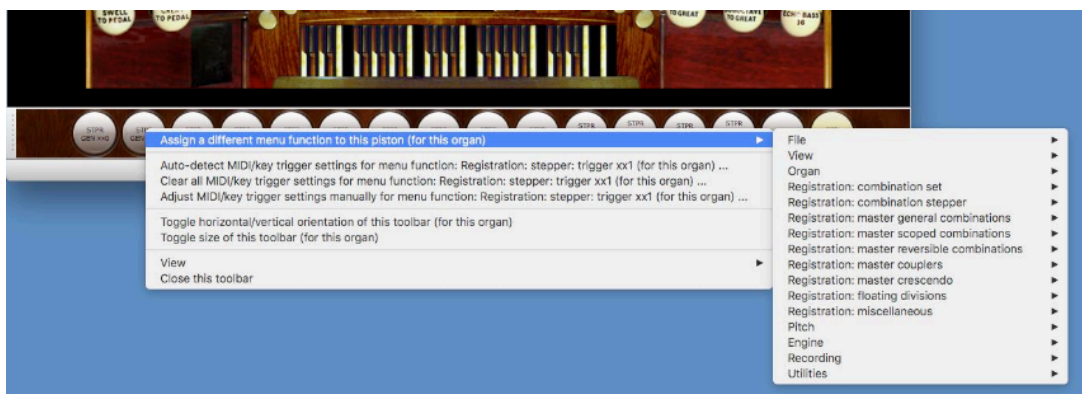 SWELL
TO PEDAL
TO PEDAL
TO GREAT
TO GREAT
ECHO BASS
16
STPR
GEN
STPR
STPR
STPR
STPR
Assign a different menu function to this piston (for this organ)
Auto-detect MIDI/key trigger settings for menu function: Registration: stepper: trigger xx1 (for this organ) ...
Clear all MIDI/key trigger settings for menu function: Registration: stepper: trigger xx1 (for this organ) ...
Adjust MIDI/key trigger settings manually for menu function: Registration: stepper: trigger xx1 (for this organ) ...
Toggle horizontal/vertical orientation of this toolbar (for this organ)
Toggle size of this toolbar (for this organ)
View
Close this toolbar
File
View
Organ
Registration: combination set
Registration: combination stepper
Registration: master general combinations
Registration: master scoped combinations
Registration: master reversible combinations
Registration: master couplers
Registration: master crescendo
Registration: floating divisions
Registration: miscellaneous
Pitch
Engine
Recording
Utilities